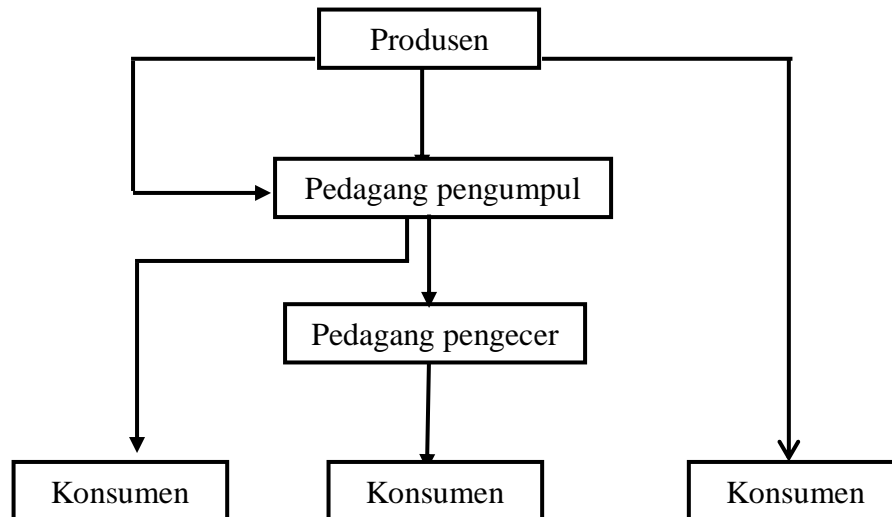 Produsen
Pedagang pengumpul
Pedagang pengecer
Konsumen
Konsumen
Konsumen